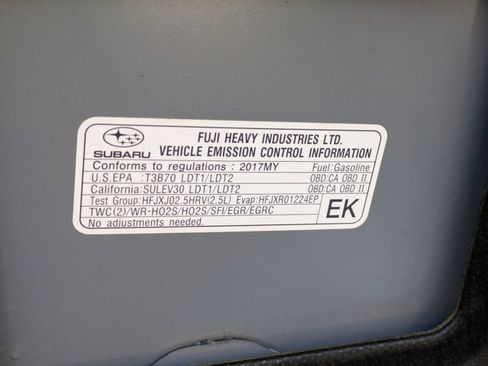 SUBARU
FUJI HEAVY INDUSTRIES LTD.
VEHICLE EMISSION CONTROL INFORMATION
Conforms to regulations : 2017MY Fuel:Gasoline
U.S.EPA :T3B70 LDT1/LDT2 OBD:CA OBD II
California:SULEV30 LDT1/LDT2 OBD:CA OBD II
Test Group:HFJXJ02.5HRV(2.5L) Evap:HFJXR01224EP
TWC(2)/WR-HO2S/HO2S/SFI/EGR/EGRC
No adjustments needed.
EK